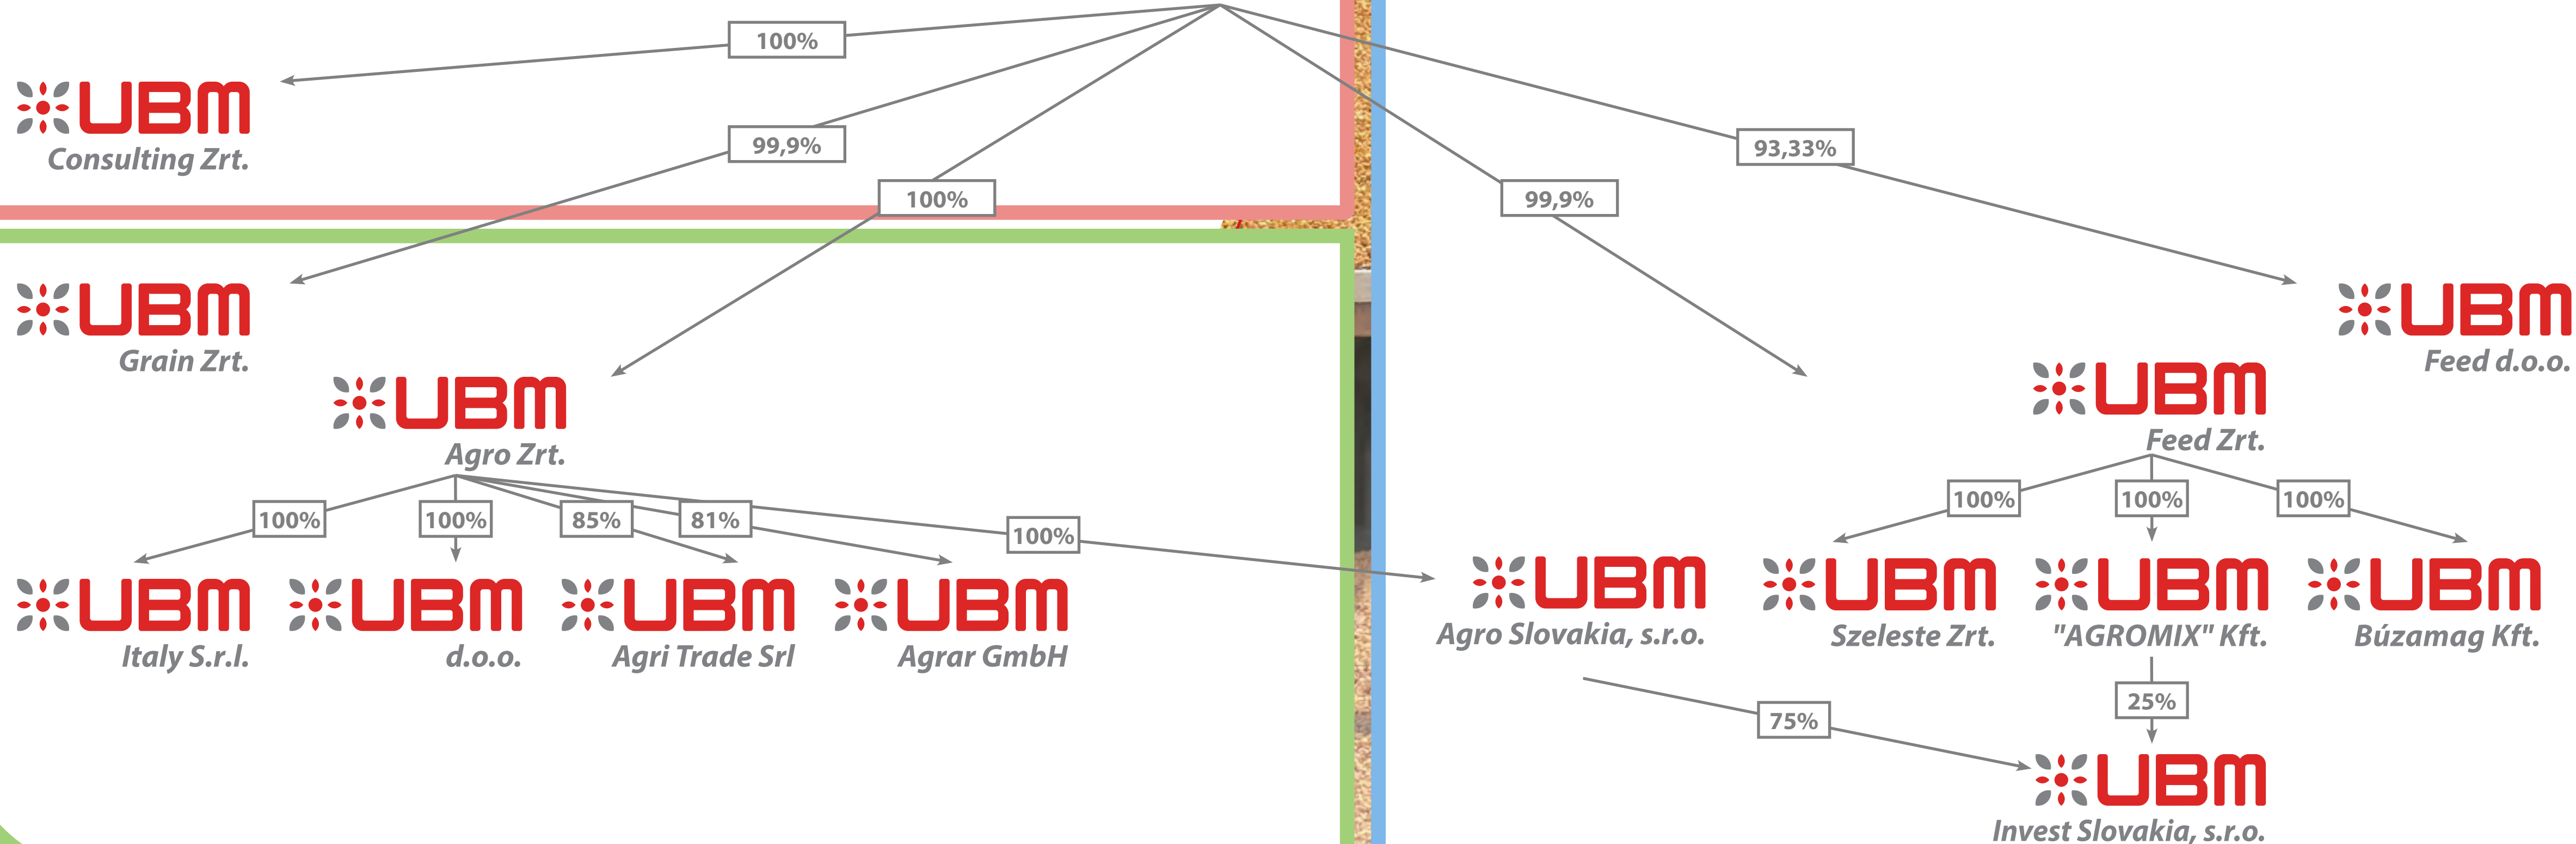 100%
UBM
Consulting Zrt.
99,9%
93,33%
100%
99,9%
UBM
Grain Zrt.
UBM
Feed d.o.o.
UBM
Agro Zrt.
UBM
Feed Zrt.
100%
100%
85%
81%
100%
100%
100%
100%
UBM
Italy S.r.l.
UBM
d.o.o.
UBM
Agri Trade Srl
UBM
Agrar GmbH
UBM
Agro Slovakia, s.r.o.
UBM
Szeleste Zrt.
UBM
"AGROMIX" Kft.
UBM
Búzamag Kft.
75%
25%
UBM
Invest Slovakia, s.r.o.